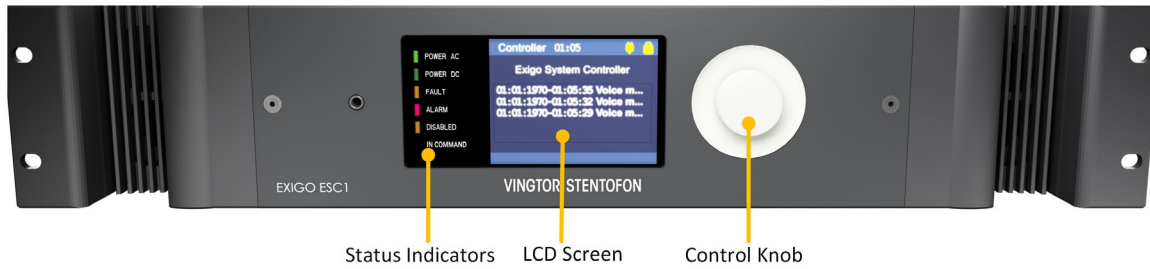 POWER AC
POWER DC
FAULT
ALARM
DISABLED
IN COMMAND
Controller 01:05
Exigo System Controller
01:01:1970-01:05:35 Voice m...
01:01:1970-01:05:32 Voice m...
01:01:1970-01:05:29 Voice m...
EXIGO ESC1
VINGTOR STENTOFON
Status Indicators
LCD Screen
Control Knob